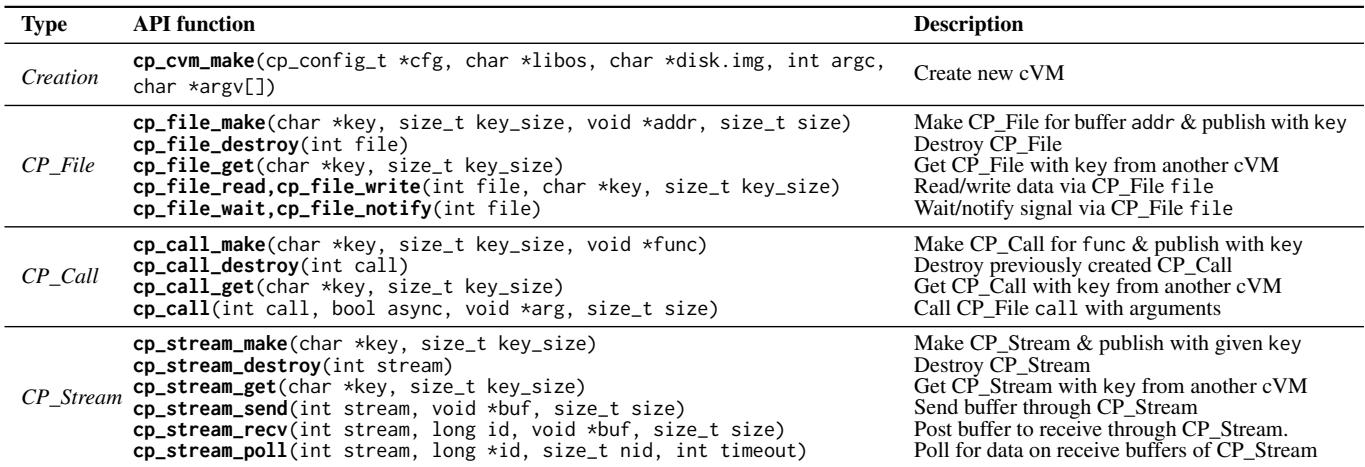 Type API function Description
Creation cp_cvm_make(cp_config_t *cfg, char *libos, char *disk.img, int argc, char *argv[]) Create new cVM
CP_File cp_file_make(char *key, size_t key_size, void *addr, size_t size) Make CP_File for buffer addr & publish with key
cp_file_destroy(int file) Destroy CP_File
cp_file_get(char *key, size_t key_size) Get CP_File with key from another cVM
cp_file_read,cp_file_write(int file, char *key, size_t key_size) Read/write data via CP_File file
cp_file_wait,cp_file_notify(int file) Wait/notify signal via CP_File file
CP_Call cp_call_make(char *key, size_t key_size, void *func) Make CP_Call for func & publish with key
cp_call_destroy(int call) Destroy previously created CP_Call
cp_call_get(char *key, size_t key_size) Get CP_Call with key from another cVM
cp_call(int call, bool async, void *arg, size_t size) Call CP_File call with arguments
CP_Stream cp_stream_make(char *key, size_t key_size) Make CP_Stream & publish with given key
cp_stream_destroy(int stream) Destroy CP_Stream
cp_stream_get(char *key, size_t key_size) Get CP_Stream with key from another cVM
cp_stream_send(int stream, void *buf, size_t size) Send buffer through CP_Stream
cp_stream_recv(int stream, long id, void *buf, size_t size) Post buffer to receive through CP_Stream.
cp_stream_poll(int stream, long *id, size_t nid, int timeout) Poll for data on receive buffers of CP_Stream